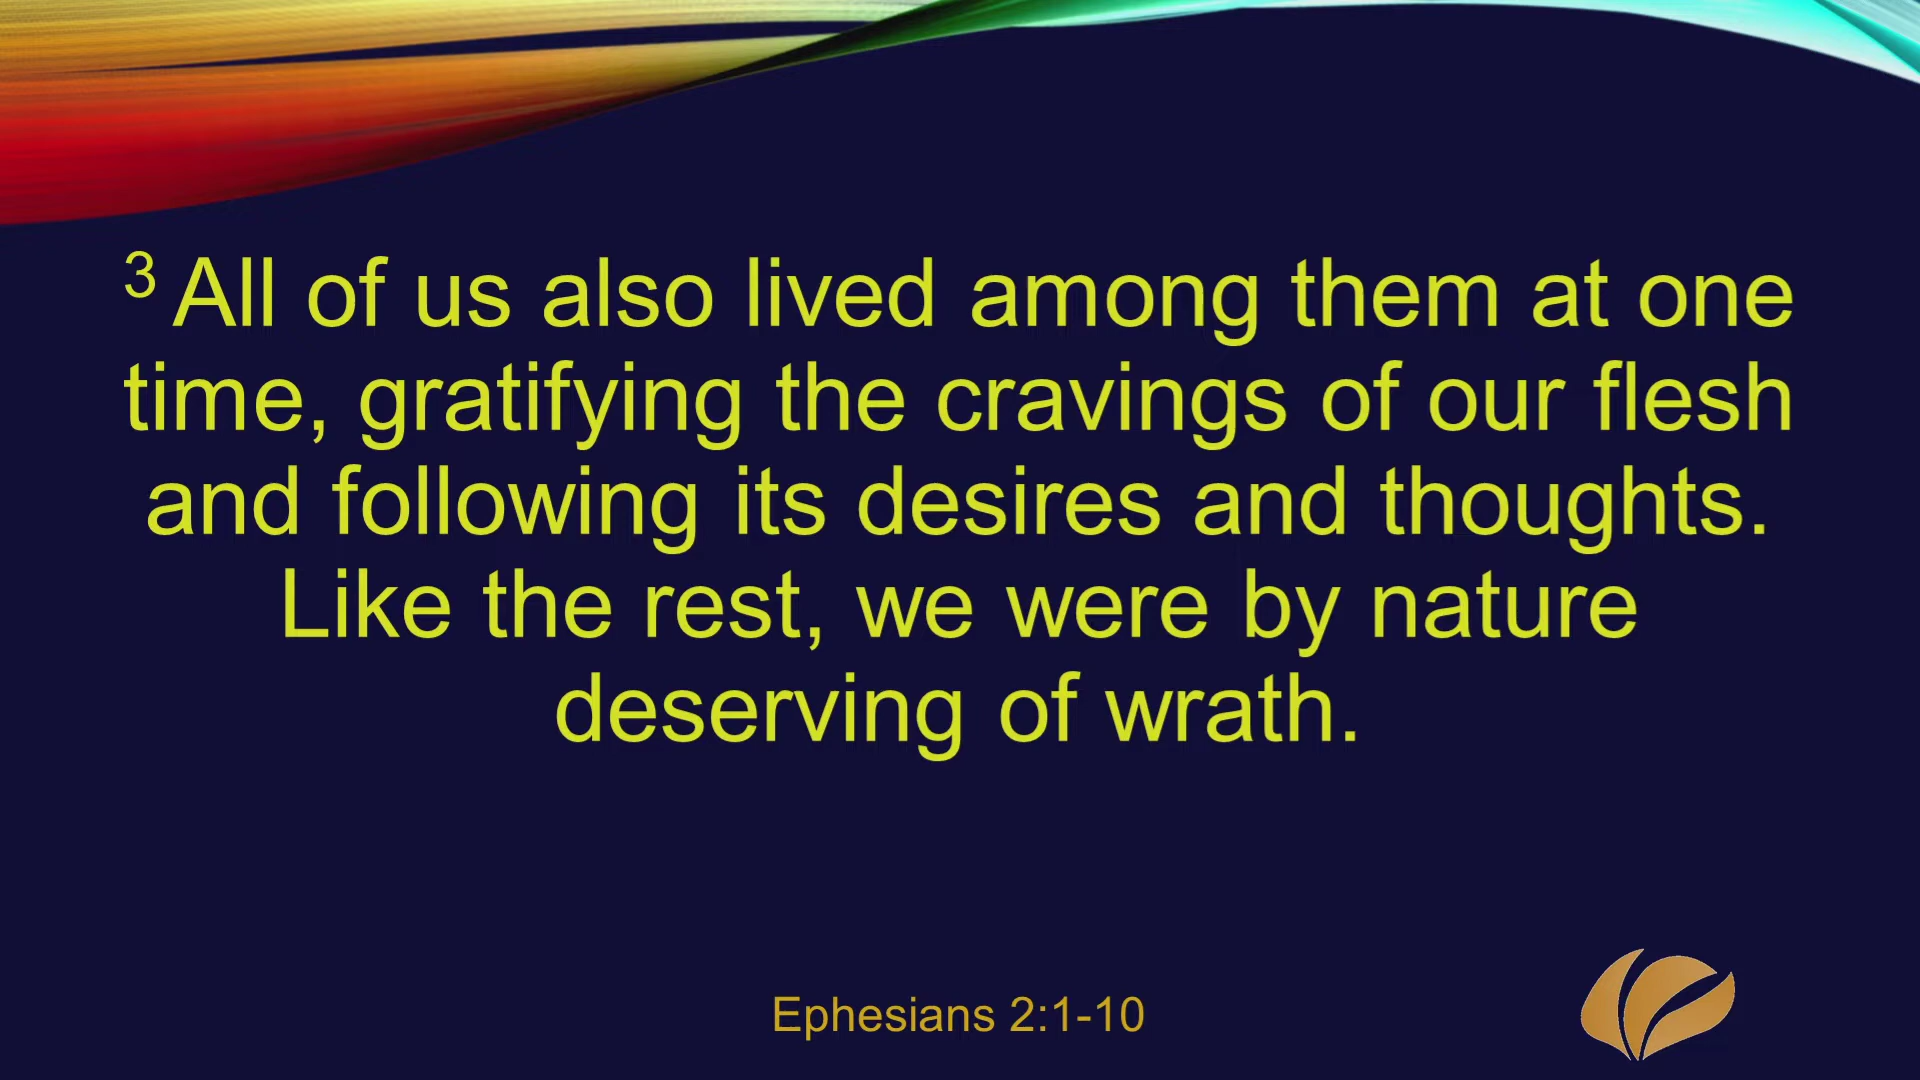 ³ All of us also lived among them at one
time, gratifying the cravings of our flesh
and following its desires and thoughts.
Like the rest, we were by nature
deserving of wrath.
Ephesians 2:1-10